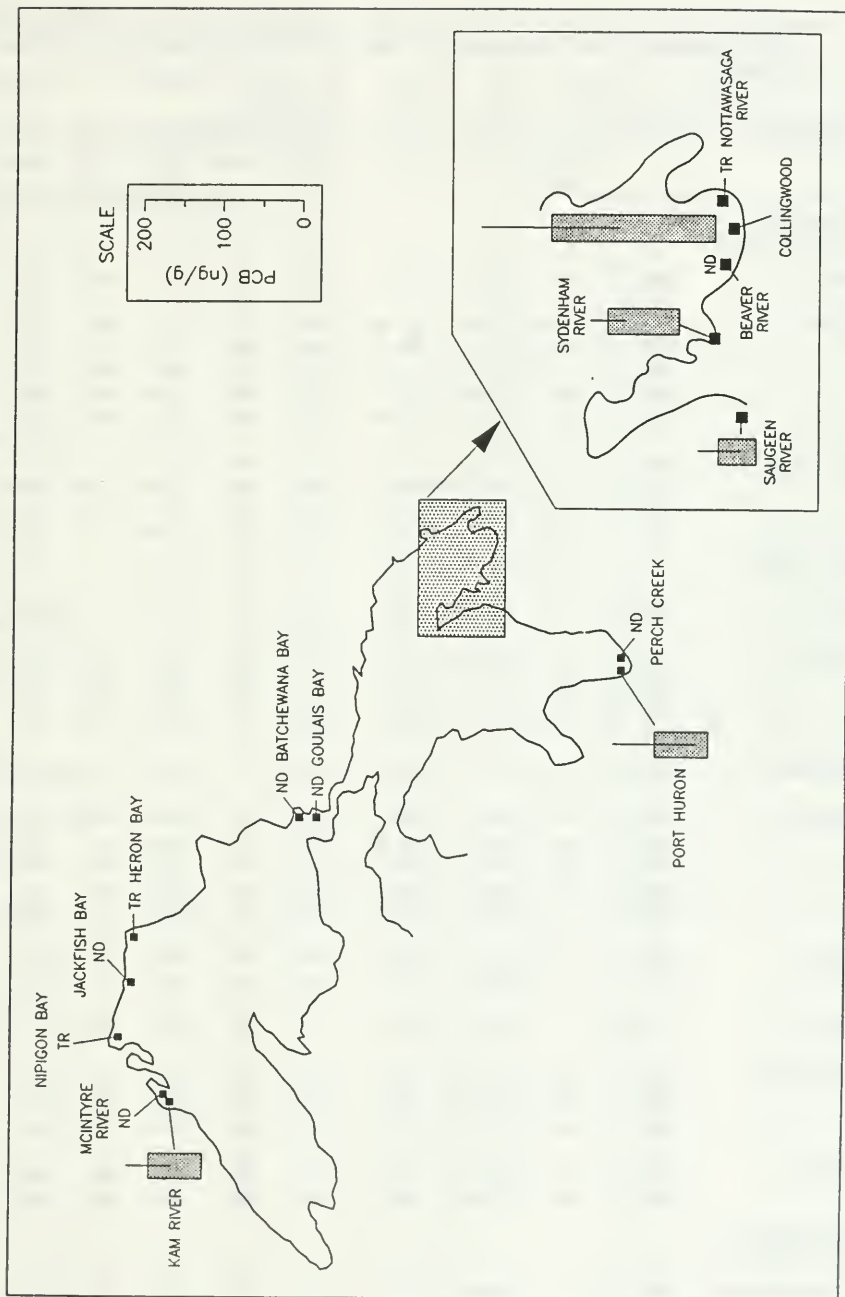 NIPIGON BAY
TR
JACKFISH BAY
ND
TR HERON BAY
MCINTYRE
RIVER
ND
KAM RIVER
ND BATCHEWANA BAY
ND GOULAIS BAY
PORT HURON
ND
PERCH CREEK
SCALE
PCB (ng/g)
200
100
0
SYDENHAM
RIVER
SAUGEEN
RIVER
ND
BEAVER
RIVER
TR NOTTAWASAGA
RIVER
COLLINGWOOD